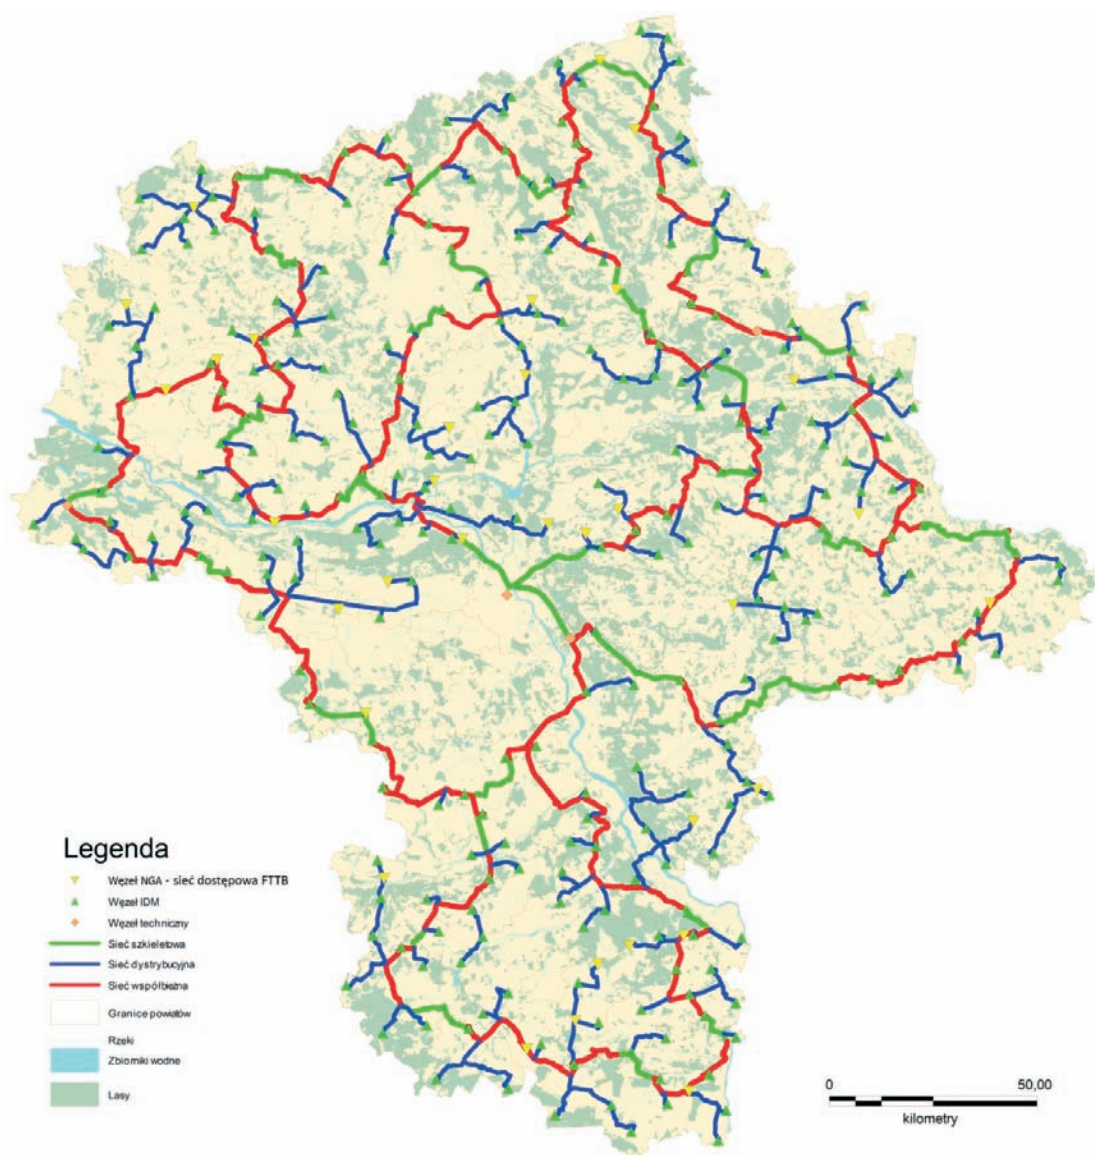 Legenda
Węzeł NGA - sieć dostępowa FTTB
Węzeł IDM
Węzeł techniczny
Sieć szkieletowa
Sieć dystrybucyjna
Sieć współbieżna
Granice powiatów
Rzeki
Zbiorniki wodne
Lasy
0 50,00
kilometry